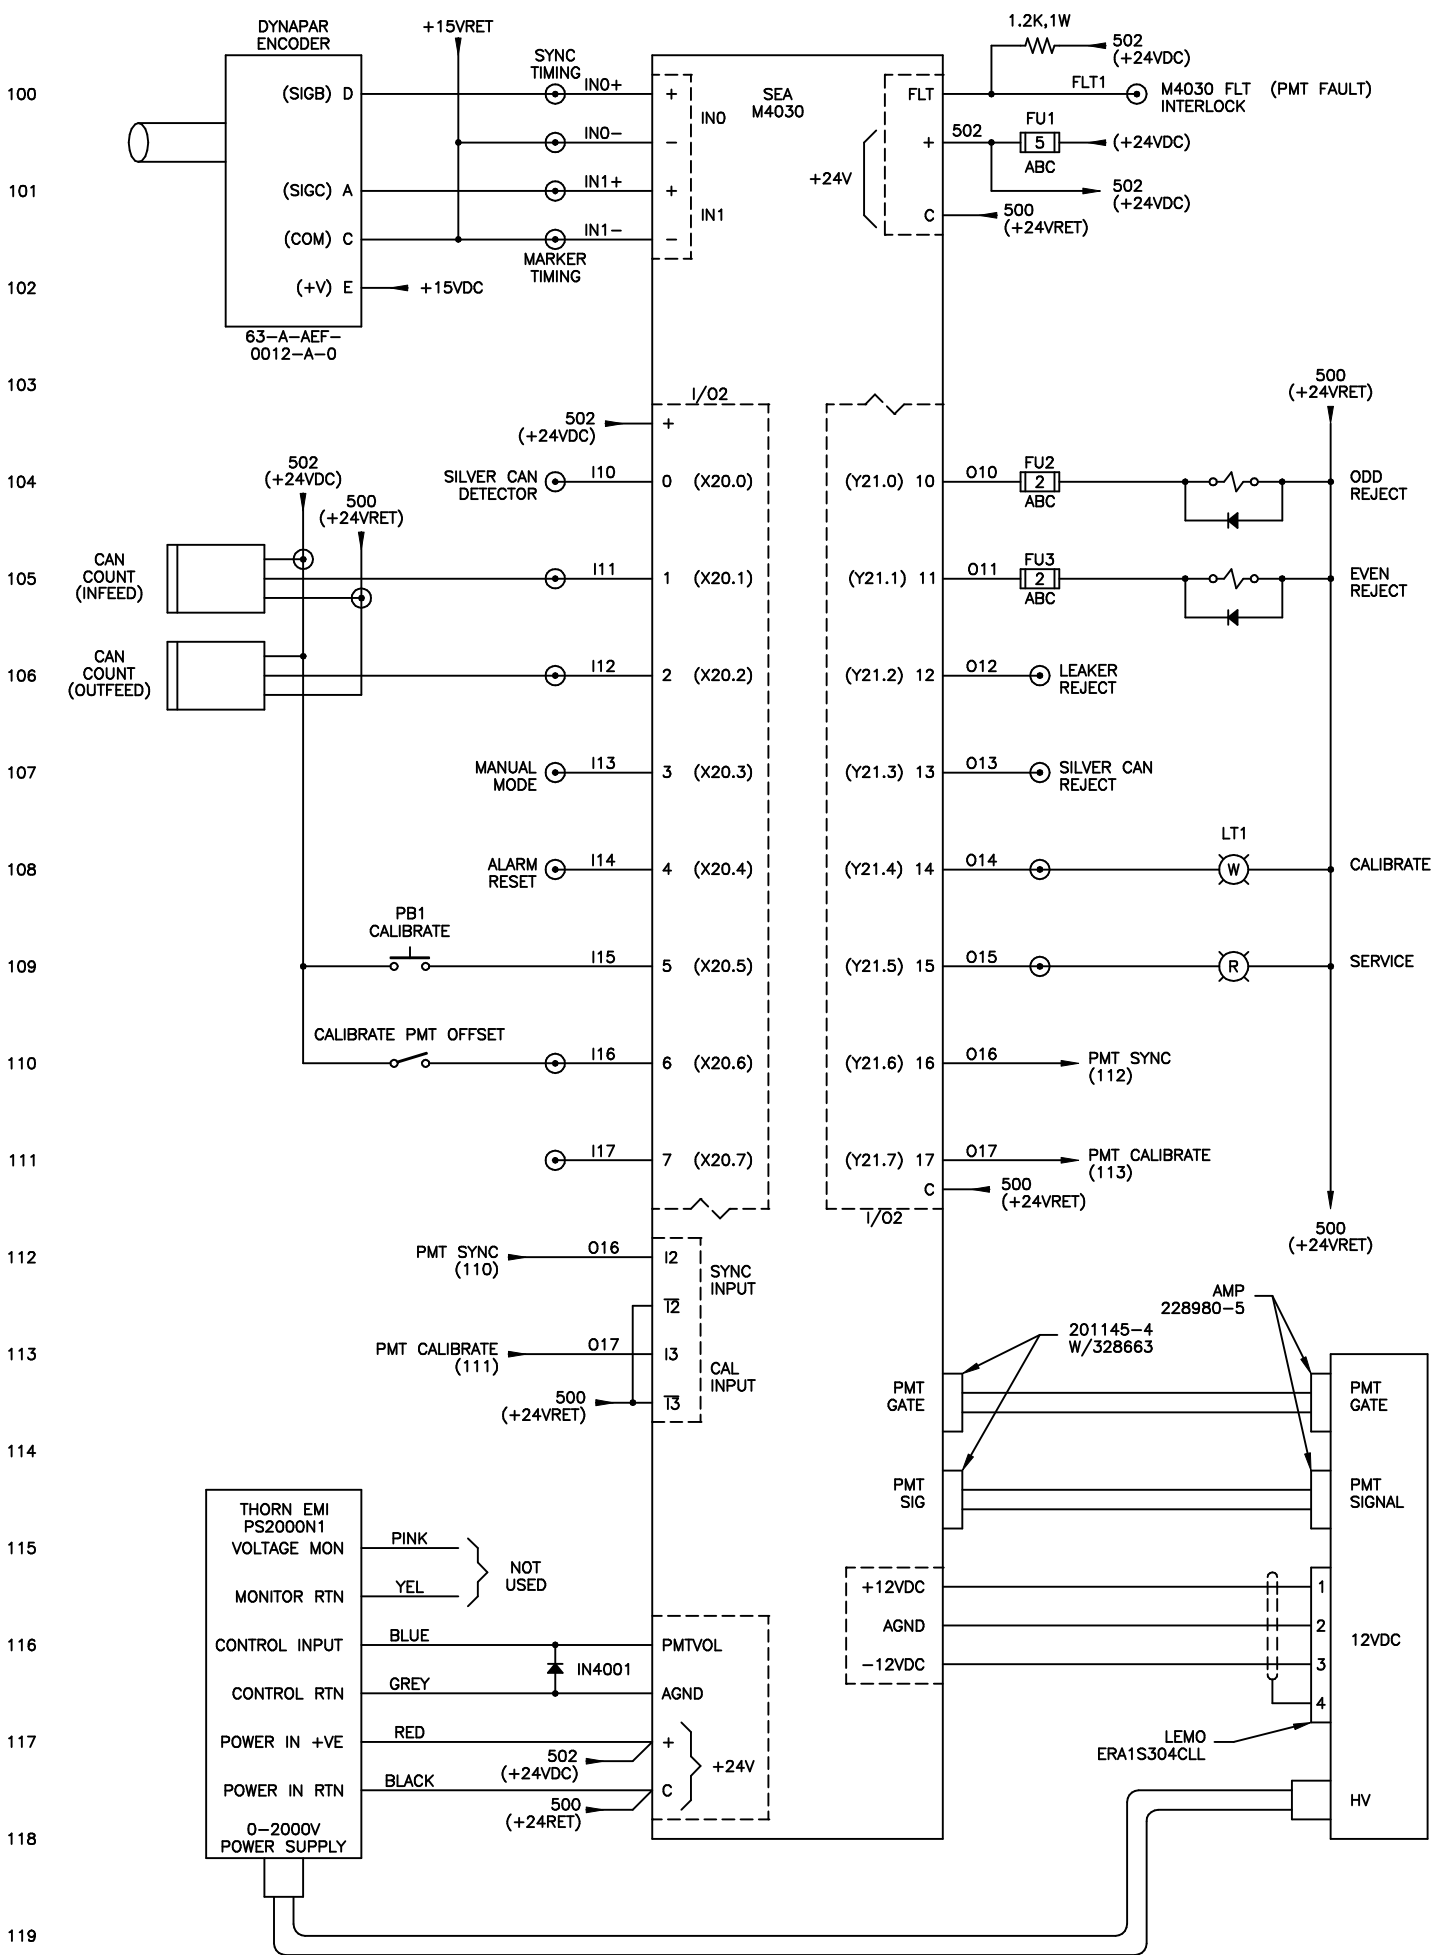 DYNAPAR
ENCODER
+15VRET
SYNC
TIMING
1.2K,1W
502
(+24VDC)
100
(SIGB) D
IN0+
+
IN0
SEA
M4030
FLT
FLT1
M4030 FLT (PMT FAULT)
INTERLOCK
IN0-
-
+24V
+
502
FU1
5
ABC
(+24VDC)
101
(SIGC) A
IN1+
+
IN1
502
(+24VDC)
C
500
(+24VRET)
(COM) C
IN1-
-
MARKER
TIMING
102
(+V) E
+15VDC
63-A-AEF-
0012-A-0
103
I/O2
500
(+24VRET)
502
(+24VDC)
+
104
502
(+24VDC)
500
(+24VRET)
SILVER CAN
DETECTOR
I10
0 (X20.0)
(Y21.0) 10
O10
FU2
2
ABC
ODD
REJECT
105
CAN
COUNT
(INFEED)
I11
1 (X20.1)
(Y21.1) 11
O11
FU3
2
ABC
EVEN
REJECT
106
CAN
COUNT
(OUTFEED)
I12
2 (X20.2)
(Y21.2) 12
O12
LEAKER
REJECT
107
MANUAL
MODE
I13
3 (X20.3)
(Y21.3) 13
O13
SILVER CAN
REJECT
108
ALARM
RESET
I14
4 (X20.4)
(Y21.4) 14
O14
LT1
W
CALIBRATE
109
PB1
CALIBRATE
I15
5 (X20.5)
(Y21.5) 15
O15
R
SERVICE
110
CALIBRATE PMT OFFSET
I16
6 (X20.6)
(Y21.6) 16
O16
PMT SYNC
(112)
111
I17
7 (X20.7)
(Y21.7) 17
O17
PMT CALIBRATE
(113)
C
500
(+24VRET)
I/O2
500
(+24VRET)
112
PMT SYNC
(110)
O16
I2
SYNC
INPUT
I̅2̅
AMP
228980-5
201145-4
W/328663
113
PMT CALIBRATE
(111)
O17
I3
CAL
INPUT
500
(+24VRET)
I̅3̅
PMT
GATE
PMT
GATE
114
PMT
SIG
PMT
SIGNAL
THORN EMI
PS2000N1
115
VOLTAGE MON
PINK
NOT
USED
MONITOR RTN
YEL
+12VDC
1
116
CONTROL INPUT
BLUE
PMTVOL
AGND
2
12VDC
IN4001
-12VDC
3
CONTROL RTN
GREY
AGND
4
117
POWER IN +VE
RED
502
(+24VDC)
+
+24V
LEMO
ERA1S304CLL
POWER IN RTN
BLACK
C
500
(+24RET)
HV
118
0-2000V
POWER SUPPLY
119